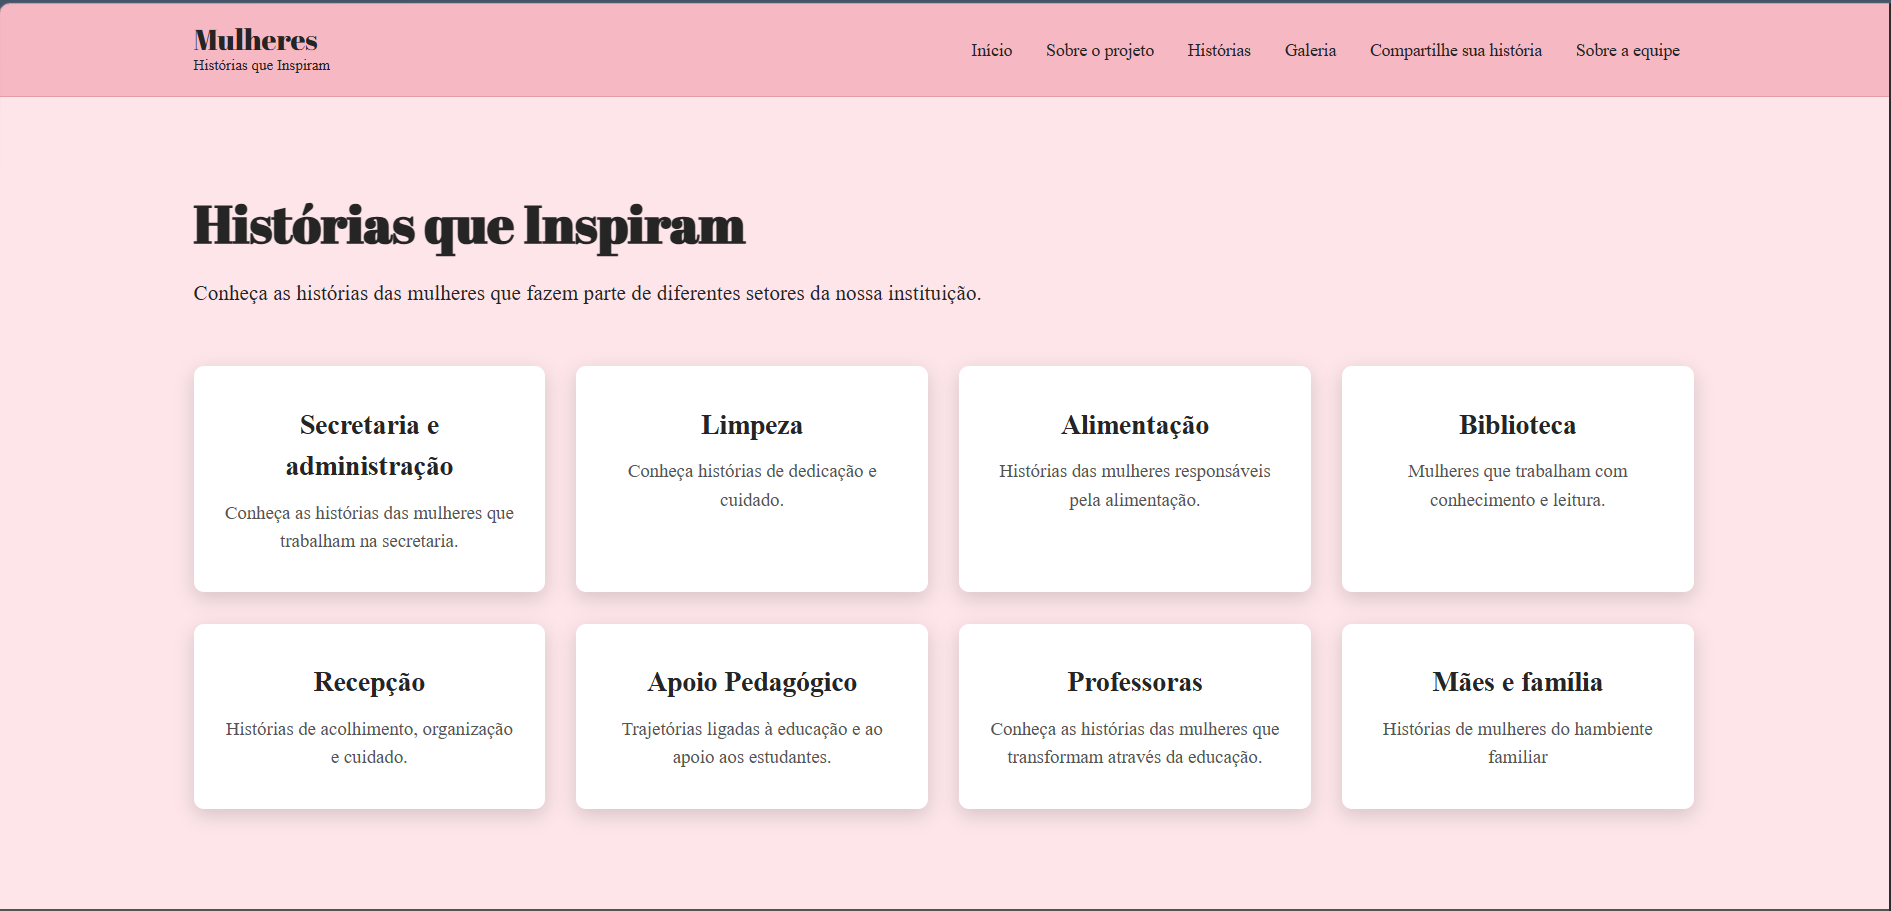 Mulheres
Histórias que Inspiram
Início Sobre o projeto Histórias Galeria Compartilhe sua história Sobre a equipe
Histórias que Inspiram
Conheça as histórias das mulheres que fazem parte de diferentes setores da nossa instituição.
Secretaria e
administração
Conheça as histórias das mulheres que
trabalham na secretaria.
Limpeza
Conheça histórias de dedicação e
cuidado.
Alimentação
Histórias das mulheres responsáveis
pela alimentação.
Biblioteca
Mulheres que trabalham com
conhecimento e leitura.
Recepção
Histórias de acolhimento, organização
e cuidado.
Apoio Pedagógico
Trajetórias ligadas à educação e ao
apoio aos estudantes.
Professoras
Conheça as histórias das mulheres que
transformam através da educação.
Mães e família
Histórias de mulheres do hambiente
familiar